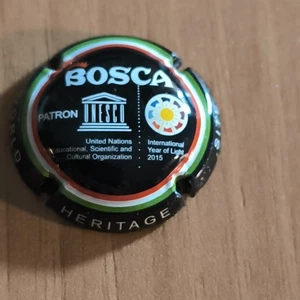 BOSCA
PATRON
UNESCO
United Nations
Educational, Scientific and
Cultural Organization
International
Year of Light
2015
HERITAGE